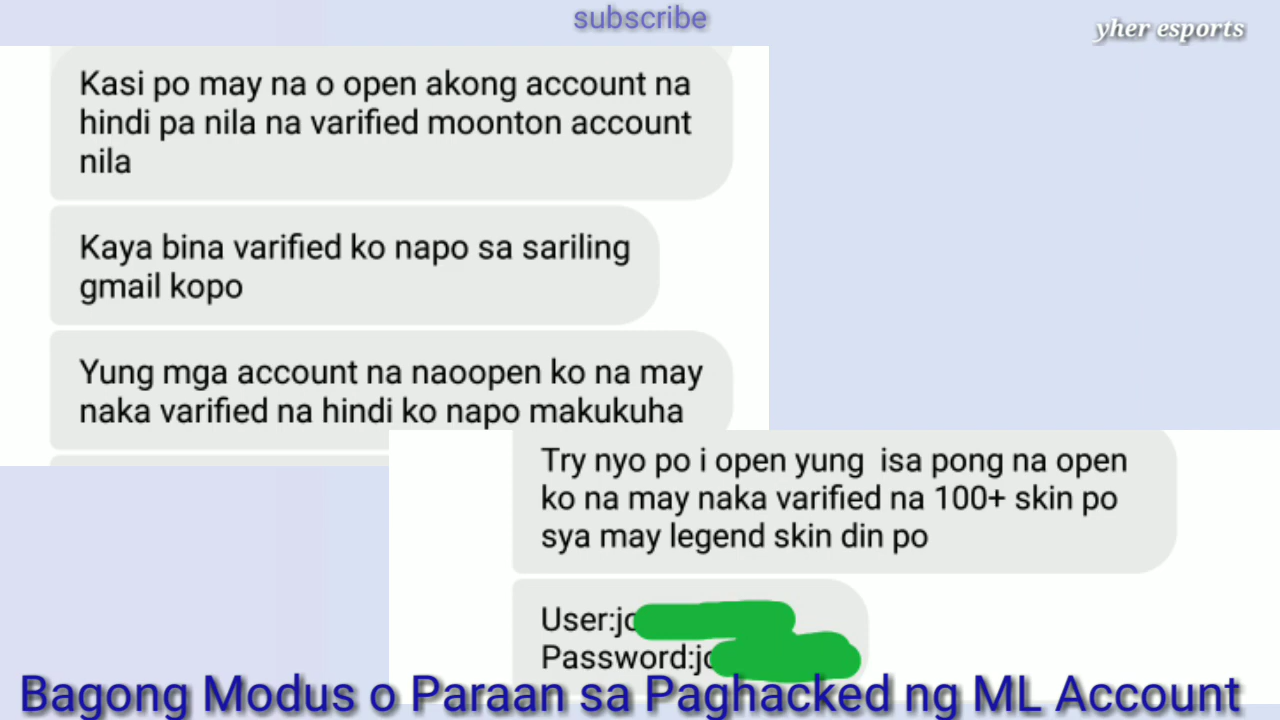 subscribe
yher esports
Kasi po may na o open akong account na
hindi pa nila na varified moonton account
nila
Kaya bina varified ko napo sa sariling
gmail kopo
Yung mga account na naoopen ko na may
naka varified na hindi ko napo makukuha
Try nyo po i open yung isa pong na open
ko na may naka varified na 100+ skin po
sya may legend skin din po
User:jo
Password:jo
Bagong Modus o Paraan sa Paghacked ng ML Account